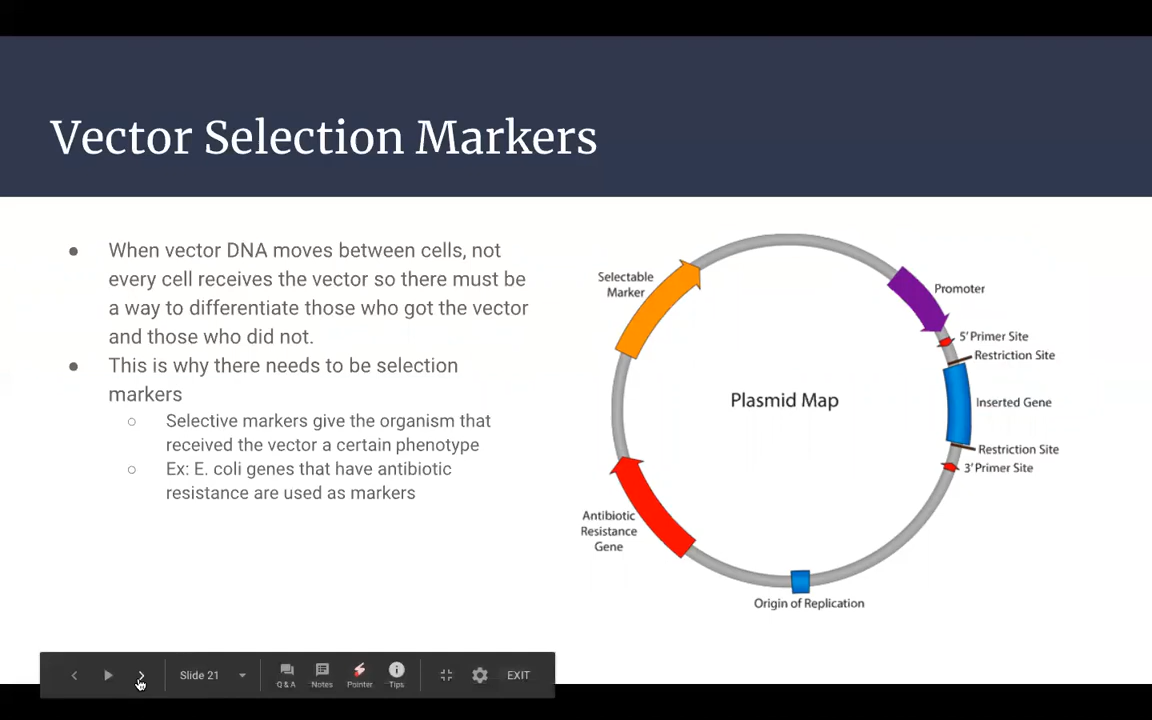 Vector Selection Markers
● When vector DNA moves between cells, not
every cell receives the vector so there must be
a way to differentiate those who got the vector
and those who did not.
● This is why there needs to be selection
markers
○ Selective markers give the organism that
received the vector a certain phenotype
○ Ex: E. coli genes that have antibiotic
resistance are used as markers
Selectable
Marker
Promoter
5' Primer Site
Restriction Site
Plasmid Map
Inserted Gene
Restriction Site
3' Primer Site
Antibiotic
Resistance
Gene
Origin of Replication
Slide 21
Q & A
Notes
Pointer
Tips
EXIT